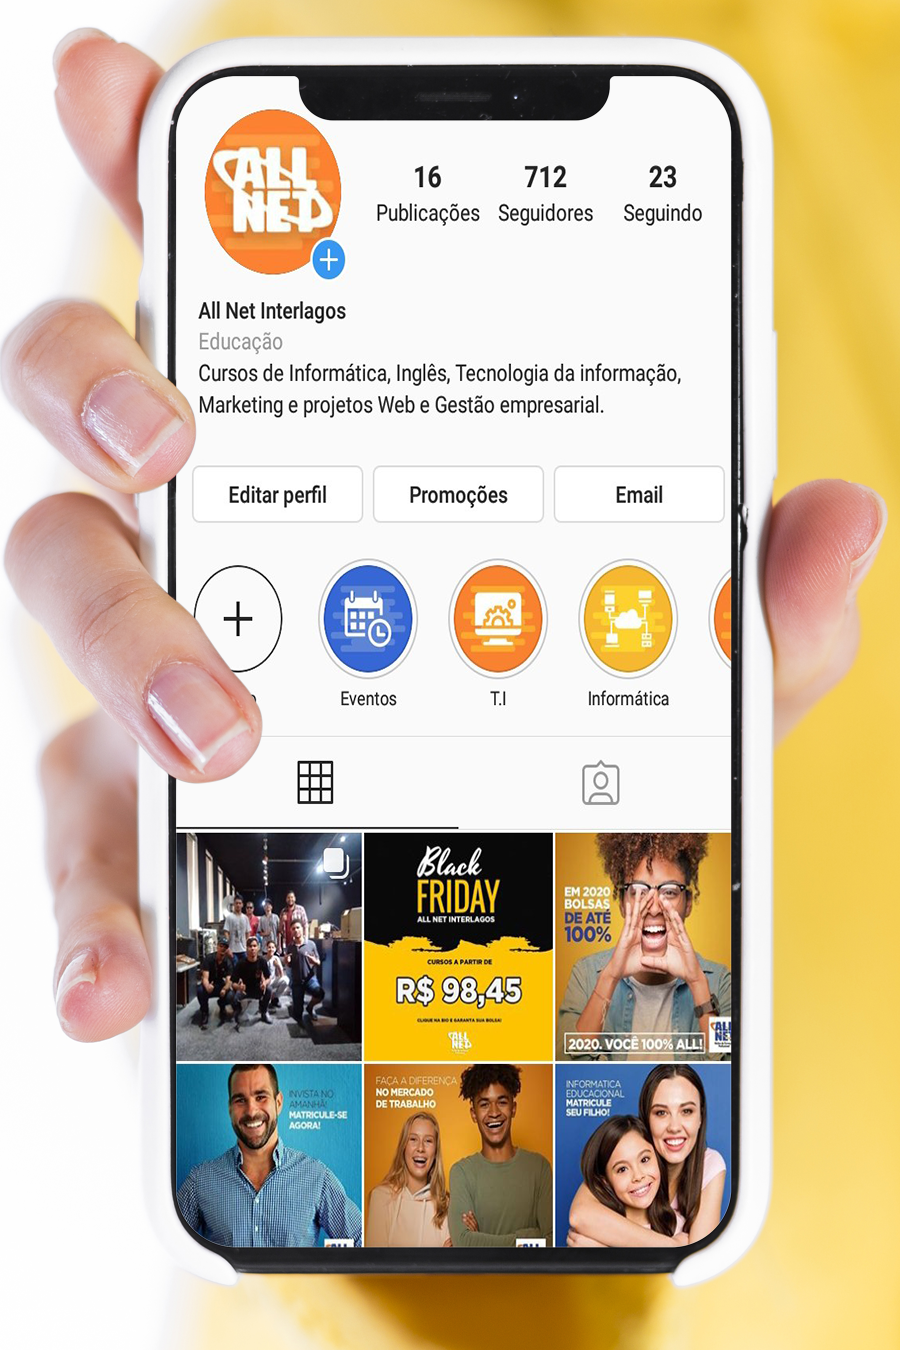 ALL
NET
16
712
23
Publicações
Seguidores
Seguindo
All Net Interlagos
Educação
Cursos de Informática, Inglês, Tecnologia da informação,
Marketing e projetos Web e Gestão empresarial.
Editar perfil
Promoções
Email
Eventos
T.I
Informática
Black
FRIDAY
ALL NET INTERLAGOS
CURSOS A PARTIR DE
R$ 98,45
CLIQUE NA BIO E GARANTA SUA BOLSA!
ALL
NET
EM 2020
BOLSAS
DE ATÉ
100%
2020. VOCÊ 100% ALL!
INVISTA NO
AMANHÃ!
MATRICULE-SE
AGORA!
FAÇA A DIFERENÇA
NO MERCADO
DE TRABALHO
INFORMATICA
EDUCACIONAL
MATRICULE
SEU FILHO!